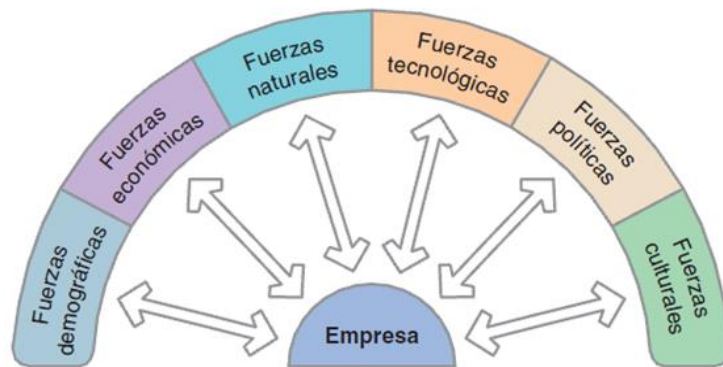 Fuerzas
demográficas
Fuerzas
económicas
Fuerzas
naturales
Fuerzas
tecnológicas
Fuerzas
políticas
Fuerzas
culturales
Empresa